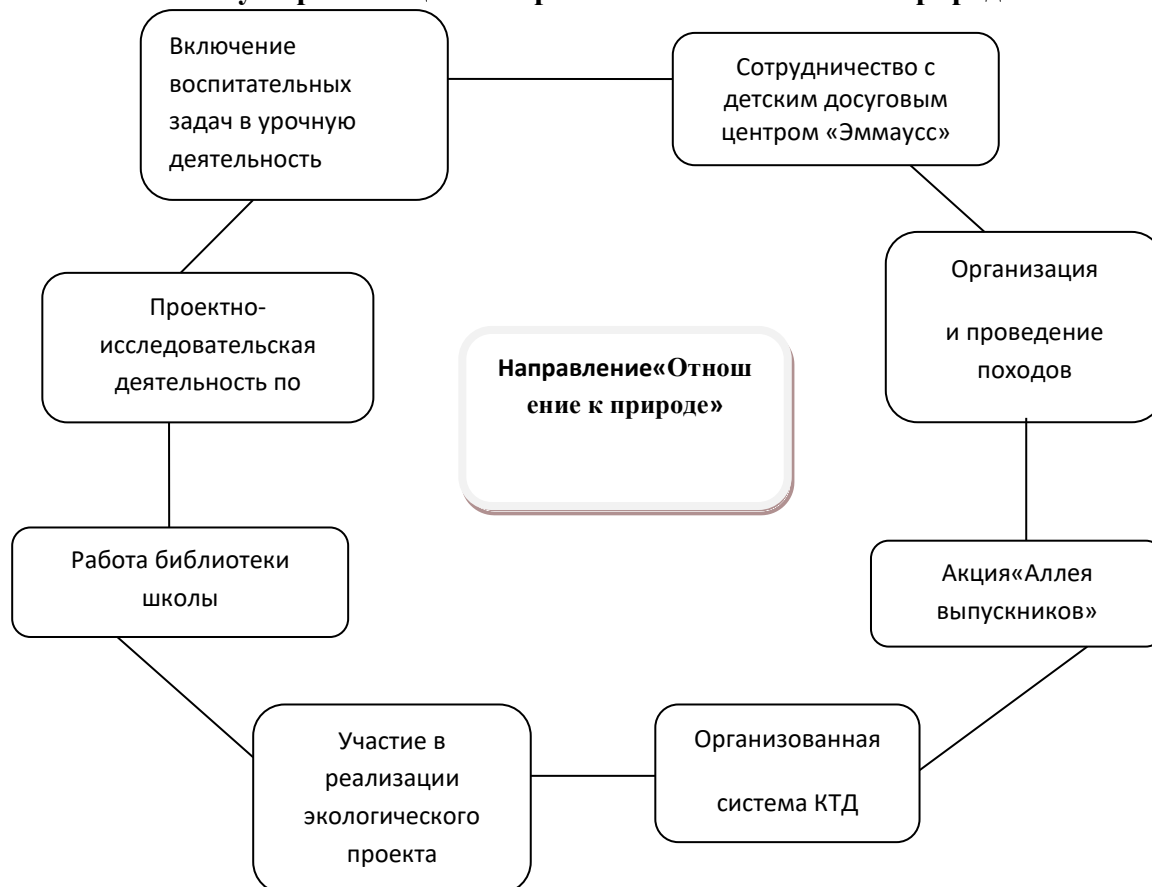 Включение
воспитательных
задач в урочную
деятельность
Сотрудничество с
детским досуговым
центром «Эммаусс»
Организация
и проведение
походов
Проектно-
исследовательская
деятельность по
Направление«Отнош
ение к природе»
Работа библиотеки
школы
Акция«Аллея
выпускников»
Участие в
реализации
экологического
проекта
Организованная
система КТД